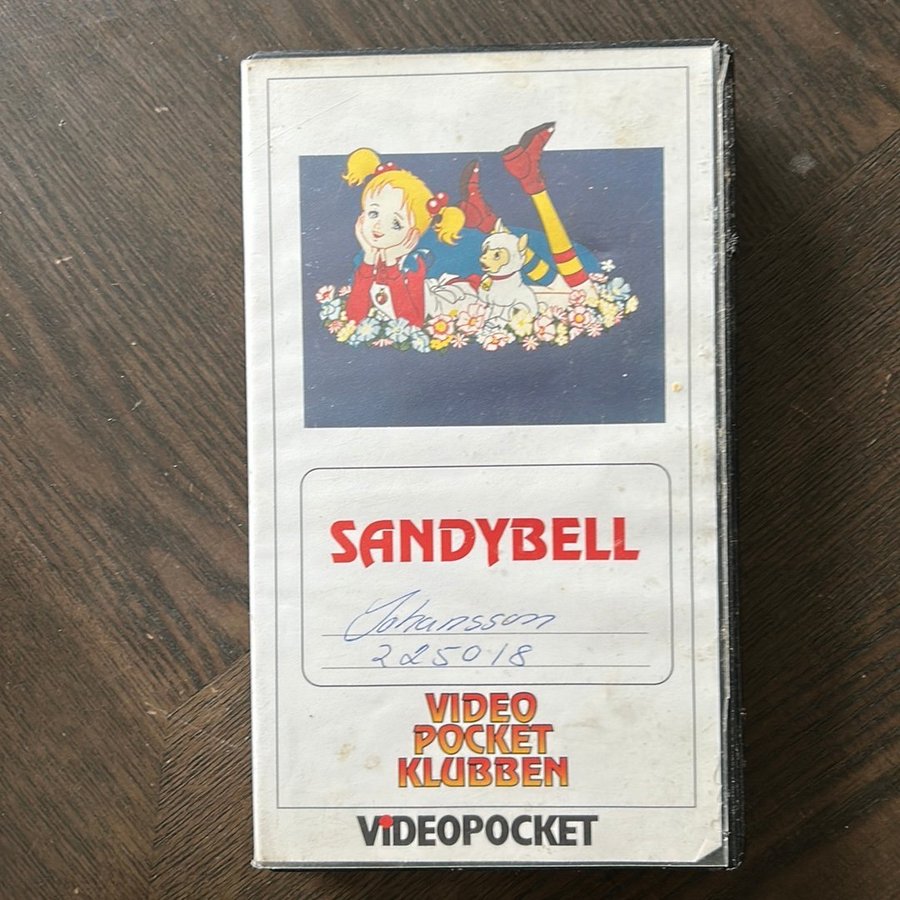 SANDYBELL
Johansson
225018
VIDEO
POCKET
KLUBBEN
ViDEOPOCKET